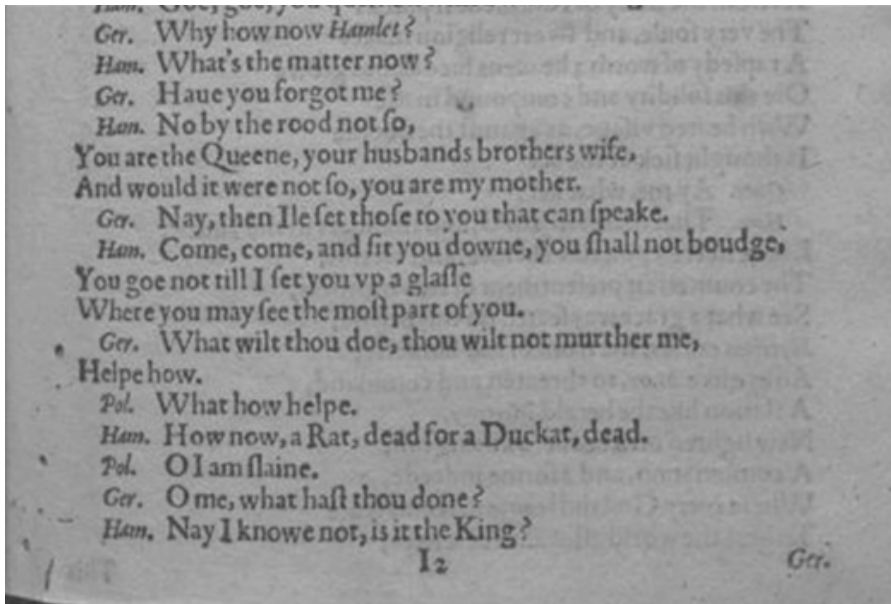 Ger. Why how now Hamlet?
Ham. What's the matter now?
Ger. Haue you forgot me?
Ham. No by the rood not ſo,
You are the Queene, your husbands brothers wife,
And would it were not ſo, you are my mother.
Ger. Nay, then Ile ſet thoſe to you that can ſpeake.
Ham. Come, come, and ſit you downe, you ſhall not boudge,
You goe not till I ſet you vp a glaſſe
Where you may ſee the moſt part of you.
Ger. What wilt thou doe, thou wilt not murther me,
Helpe how.
Pol. What how helpe.
Ham. How now, a Rat, dead for a Duckat, dead.
Pol. O I am ſlaine.
Ger. O me, what haſt thou done?
Ham. Nay I knowe not, is it the King?
I2 Ger.